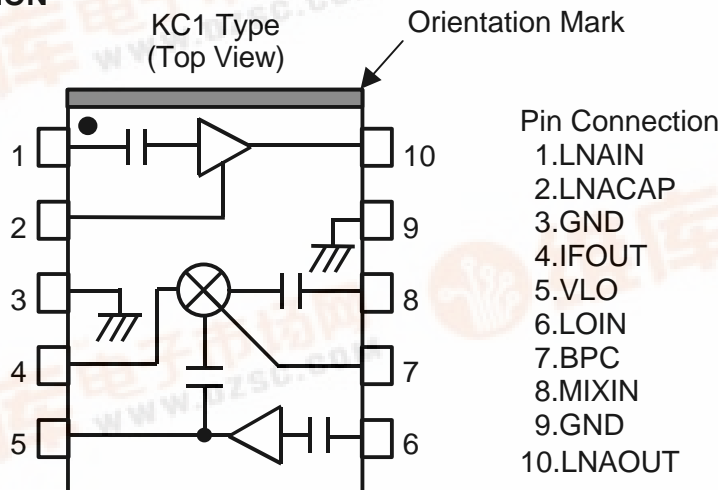 KC1 Type
(Top View)
Orientation Mark
1
2
3
4
5
10
9
8
7
6
Pin Connection
1.LNAIN
2.LNACAP
3.GND
4.IFOUT
5.VLO
6.LOIN
7.BPC
8.MIXIN
9.GND
10.LNAOUT